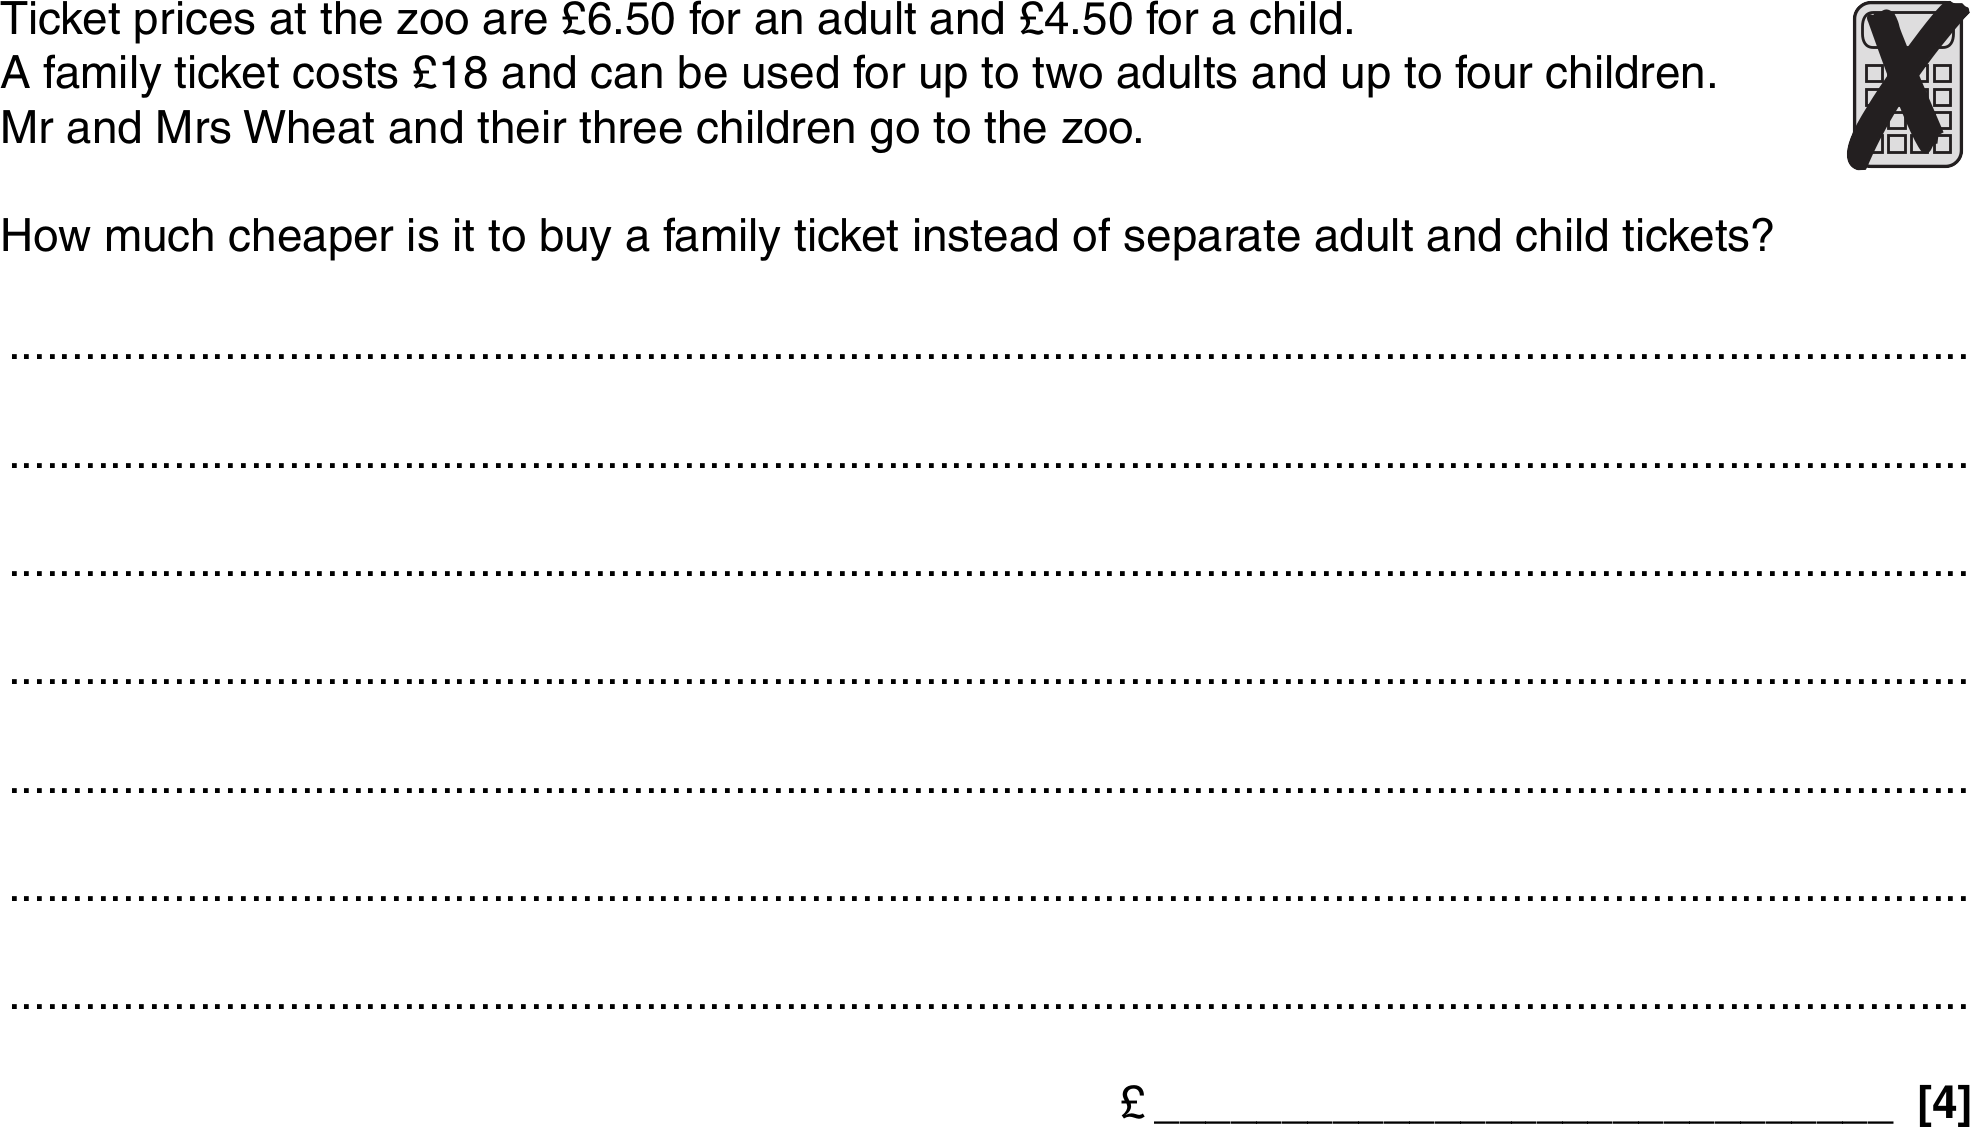 Ticket prices at the zoo are £6.50 for an adult and £4.50 for a child.
A family ticket costs £18 and can be used for up to two adults and up to four children.
Mr and Mrs Wheat and their three children go to the zoo.
How much cheaper is it to buy a family ticket instead of separate adult and child tickets?
£ ______________________________ [4]